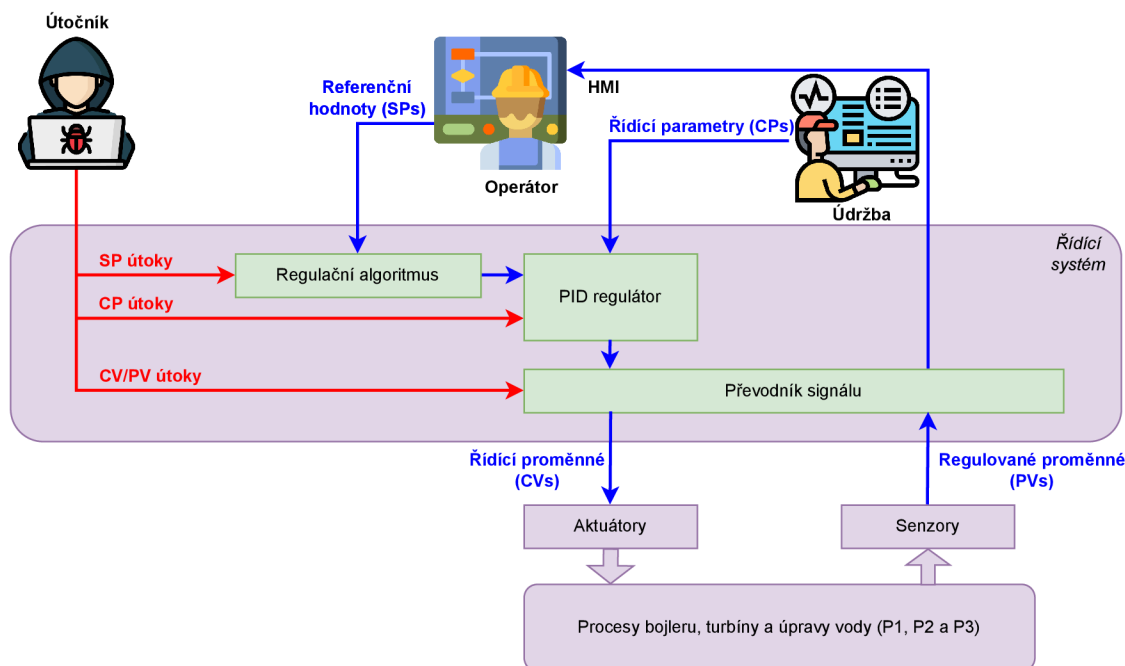 Útočník
Referenční
hodnoty (SPs)
HMI
Řídící parametry (CPs)
Operátor
Údržba
Řídící
systém
SP útoky
Regulační algoritmus
PID regulátor
CP útoky
CV/PV útoky
Převodník signálu
Řídící proměnné
(CVs)
Regulované proměnné
(PVs)
Aktuátory
Senzory
Procesy bojleru, turbíny a úpravy vody (P1, P2 a P3)